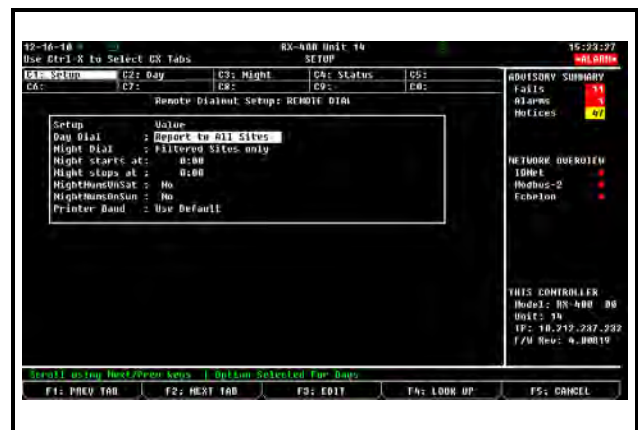 12-16-10
RX-400 Unit 14
15:23:27
Use Ctrl-X to Select CX Tabs
SETUP
*ALARM*
C1: Setup
C2: Day
C3: Night
C4: Status
C5:
C6:
C7:
C8:
C9:
C0:
Remote Dialout Setup: REMOTE DIAL
Setup Value
Day Dial : Report to All Sites
Night Dial : Filtered Sites only
Night starts at: 0:00
Night stops at : 0:00
NightNumsOnSat : No
NightNumsOnSun : No
Printer Baud : Use Default
ADVISORY SUMMARY
Fails
Alarms
Notices 47
NETWORK OVERVIEW
IONet
Modbus-2
Echelon
THIS CONTROLLER
Model: RX-400 00
Unit: 14
IP: 10.212.237.232
F/W Rev: 4.00B19
Scroll using Next/Prev keys | Option Selected For Days
F1: PREV TAB
F2: NEXT TAB
F3: EDIT
F4: LOOK UP
F5: CANCEL